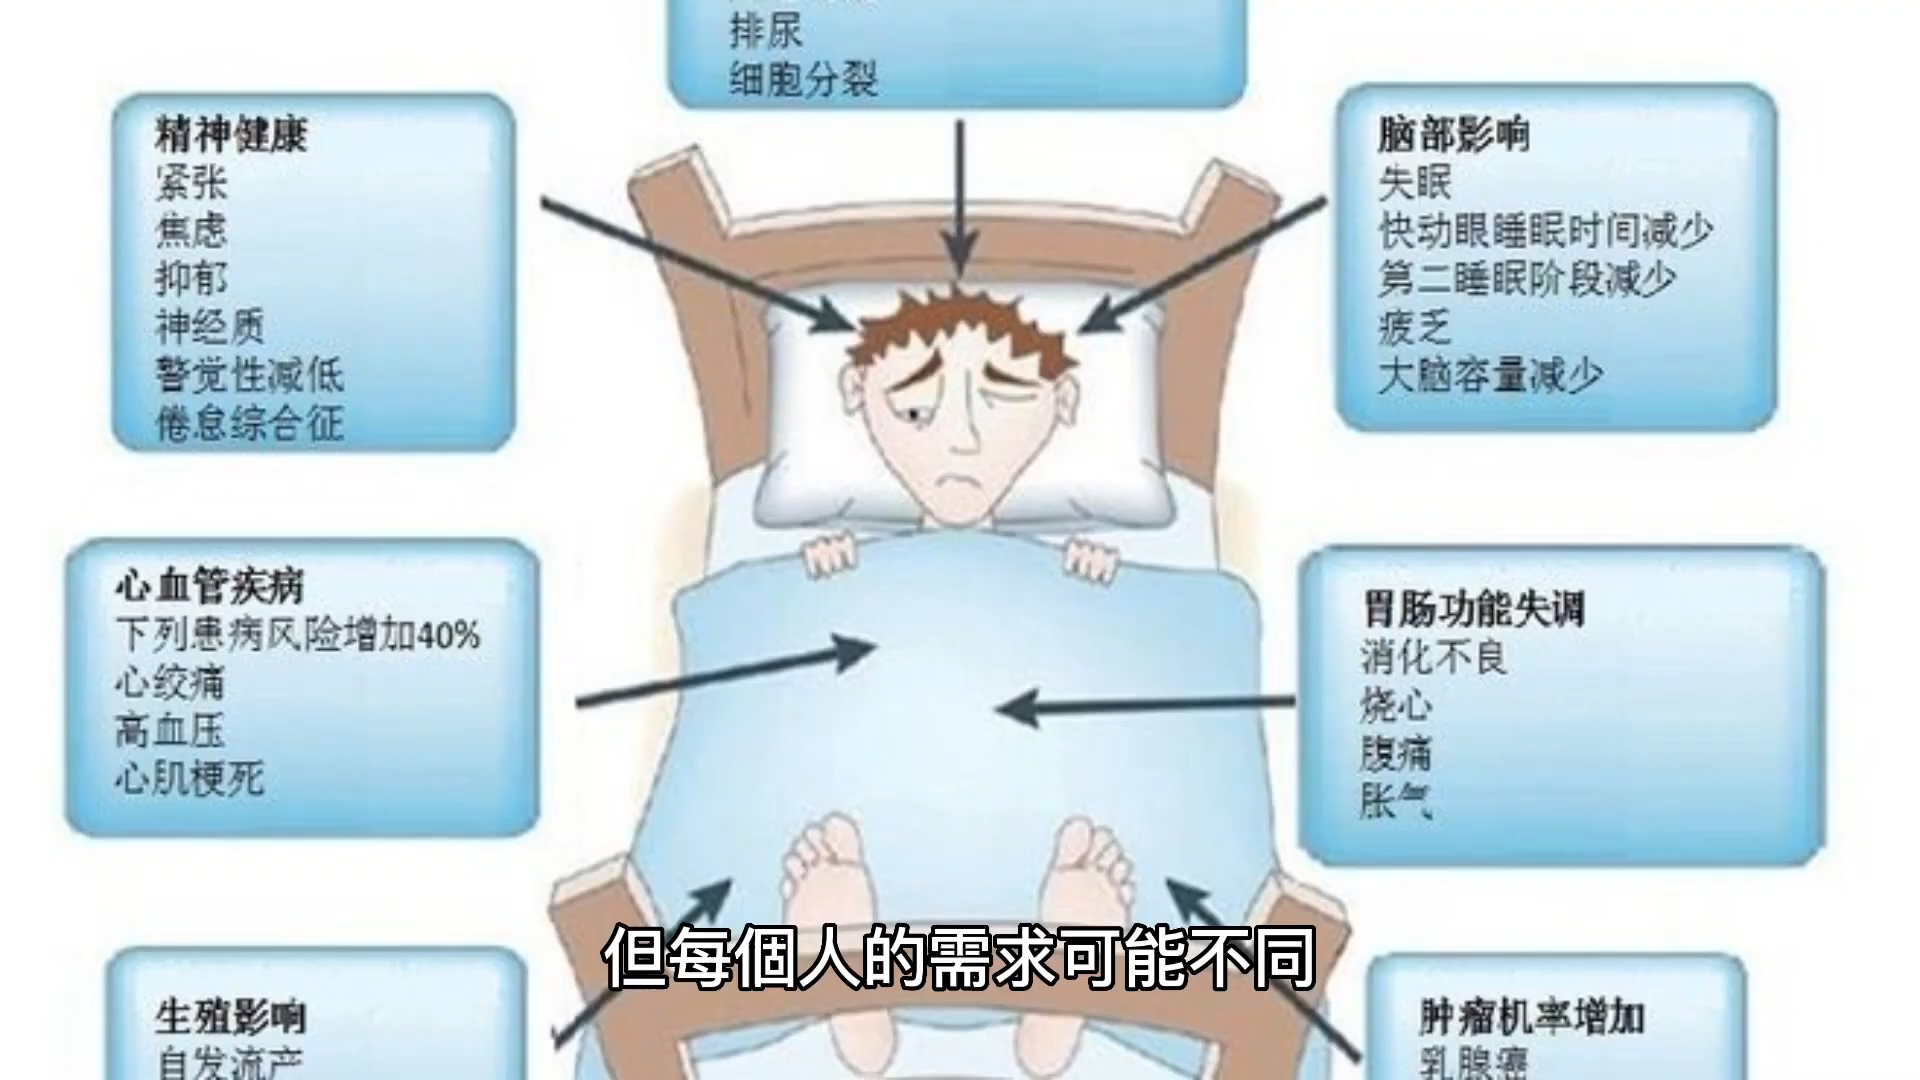 排尿
细胞分裂
精神健康
紧张
焦虑
抑郁
神经质
警觉性减低
倦怠综合征
脑部影响
失眠
快动眼睡眠时间减少
第二睡眠阶段减少
疲乏
大脑容量减少
心血管疾病
下列患病风险增加40%
心绞痛
高血压
心肌梗死
胃肠功能失调
消化不良
烧心
腹痛
胀气
但每個人的需求可能不同
生殖影响
自发流产
肿瘤机率增加
乳腺癌